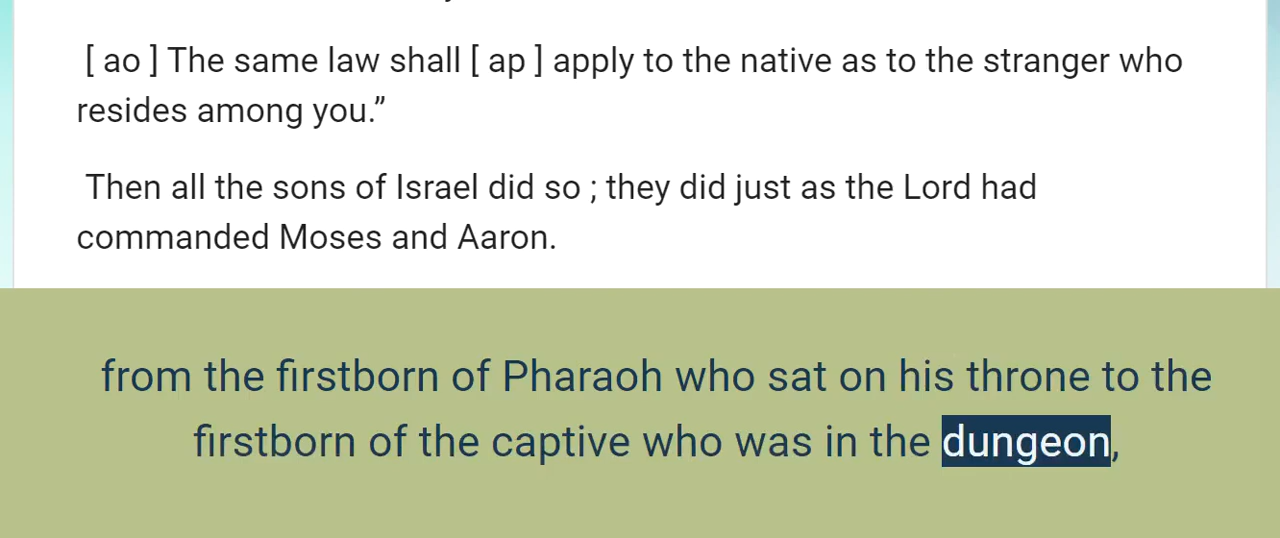 [ ao ] The same law shall [ ap ] apply to the native as to the stranger who
resides among you.”
Then all the sons of Israel did so ; they did just as the Lord had
commanded Moses and Aaron.
from the firstborn of Pharaoh who sat on his throne to the
firstborn of the captive who was in the dungeon,